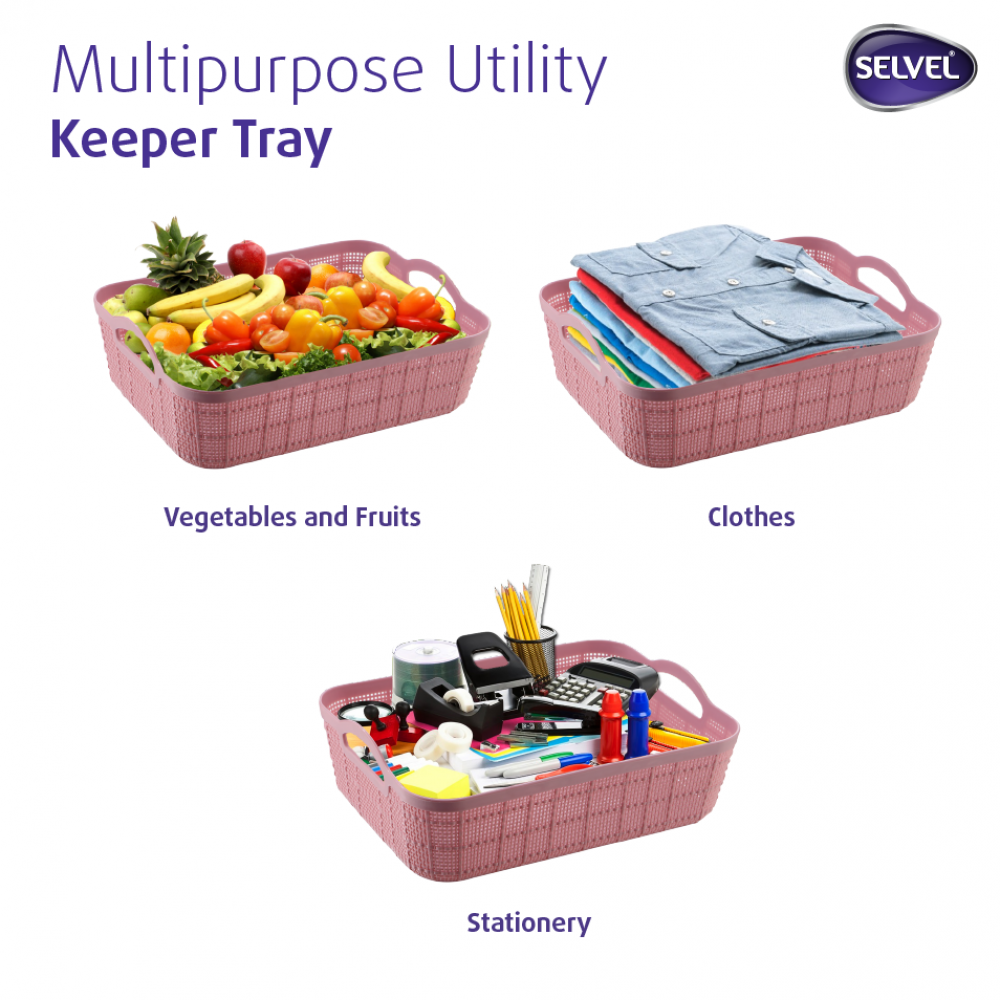 Multipurpose Utility
Keeper Tray
SELVEL®
Vegetables and Fruits
Clothes
Stationery